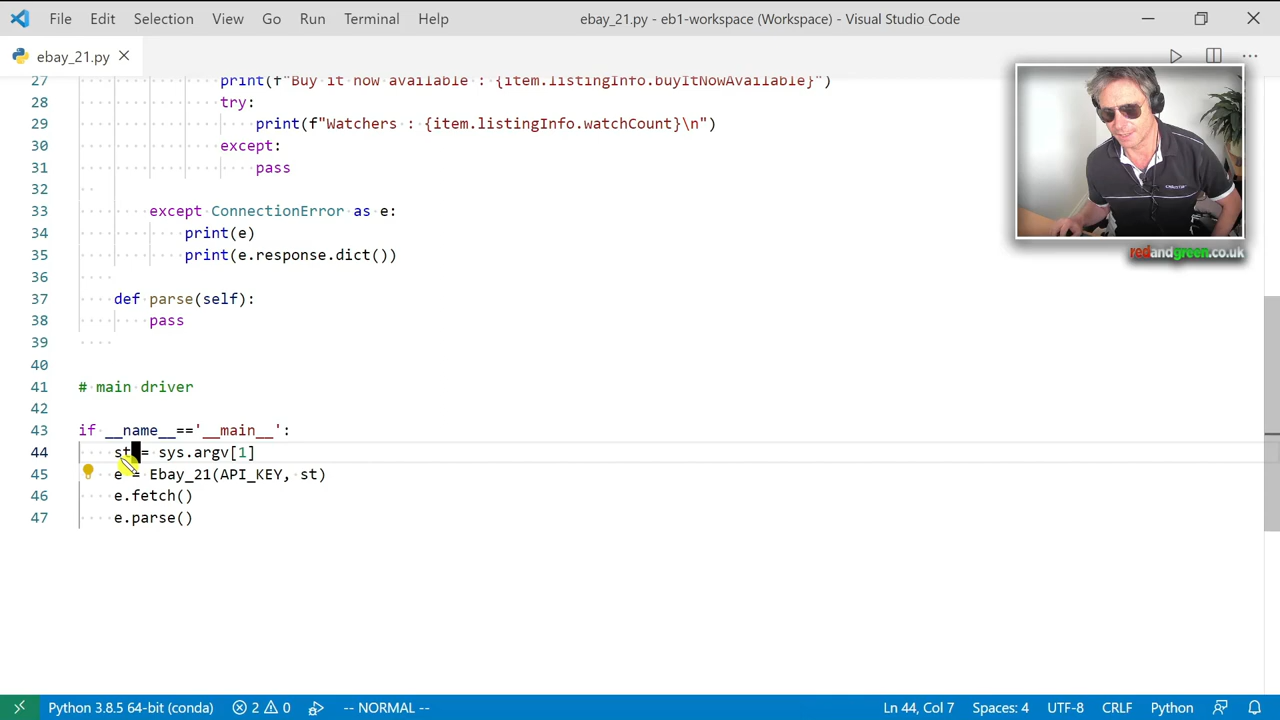 File Edit Selection View Go Run Terminal Help ebay_21.py - eb1-workspace (Workspace) - Visual Studio Code
ebay_21.py
27 print(f"Buy it now available : {item.listingInfo.buyItNowAvailable}")
28 try:
29 print(f"Watchers : {item.listingInfo.watchCount}\n")
30 except:
31 pass
32
33 except ConnectionError as e:
34 print(e)
35 print(e.response.dict())
36
37 def parse(self):
38 pass
39
40
41 # main driver
42
43 if __name__=='__main__':
44 st = sys.argv[1]
45 e = Ebay_21(API_KEY, st)
46 e.fetch()
47 e.parse()
redandgreen.co.uk
Python 3.8.5 64-bit (conda) 2 0 -- NORMAL -- Ln 44, Col 7 Spaces: 4 UTF-8 CRLF Python